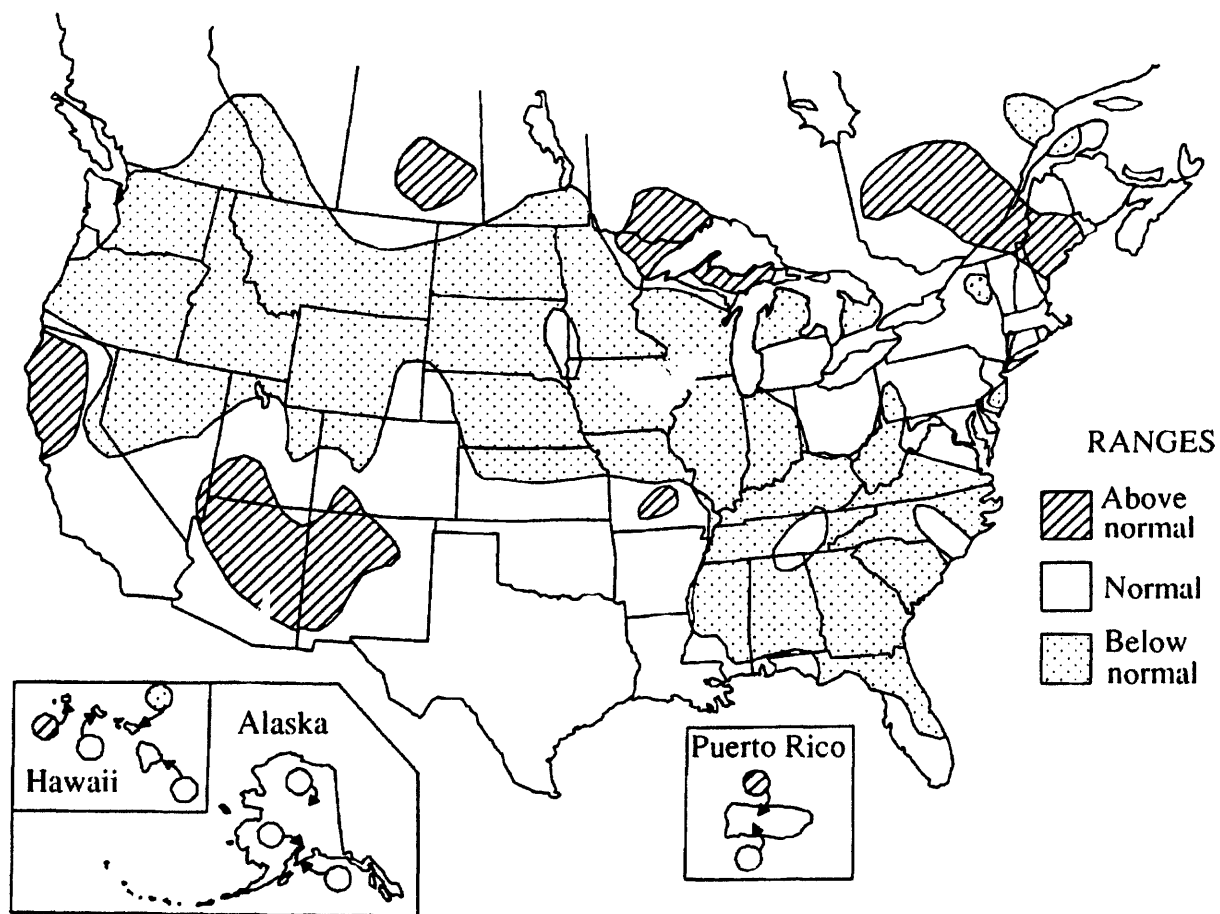 RANGES
Above
normal
Normal
Below
normal
Alaska
Hawaii
Puerto Rico